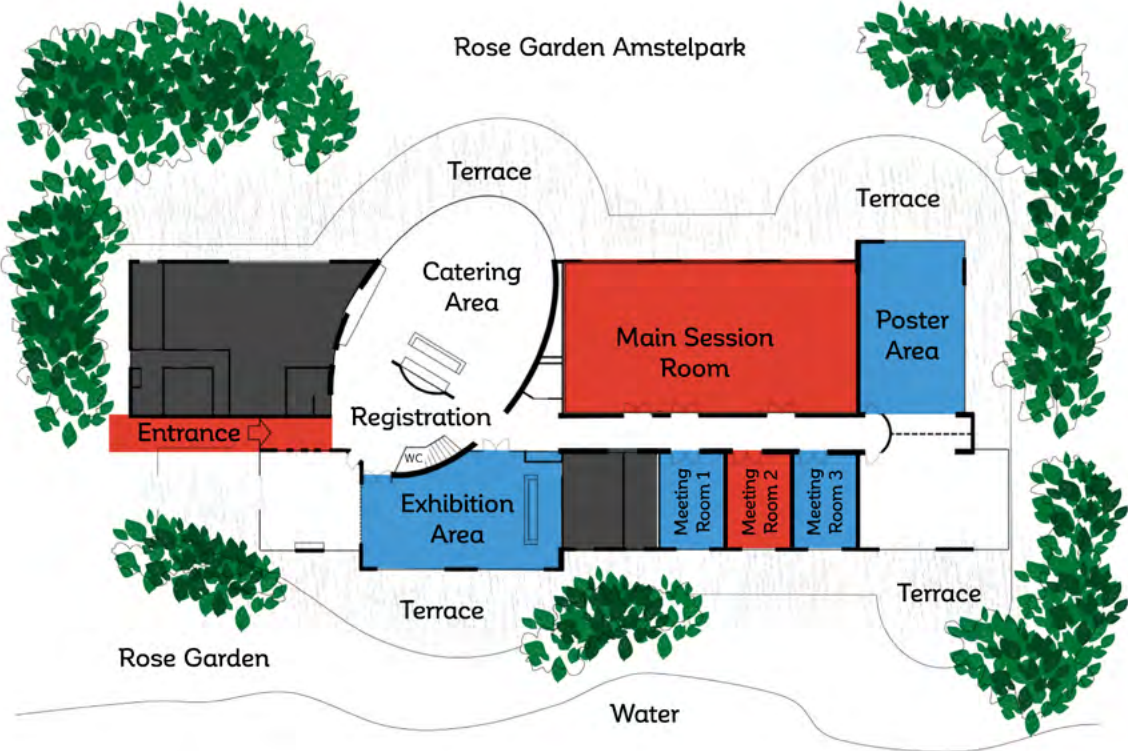 Rose Garden Amstelpark
Terrace
Terrace
Catering
Area
Main Session
Room
Poster
Area
Registration
Entrance
WC
Exhibition
Area
Meeting
Room 1
Meeting
Room 2
Meeting
Room 3
Terrace
Terrace
Rose Garden
Water